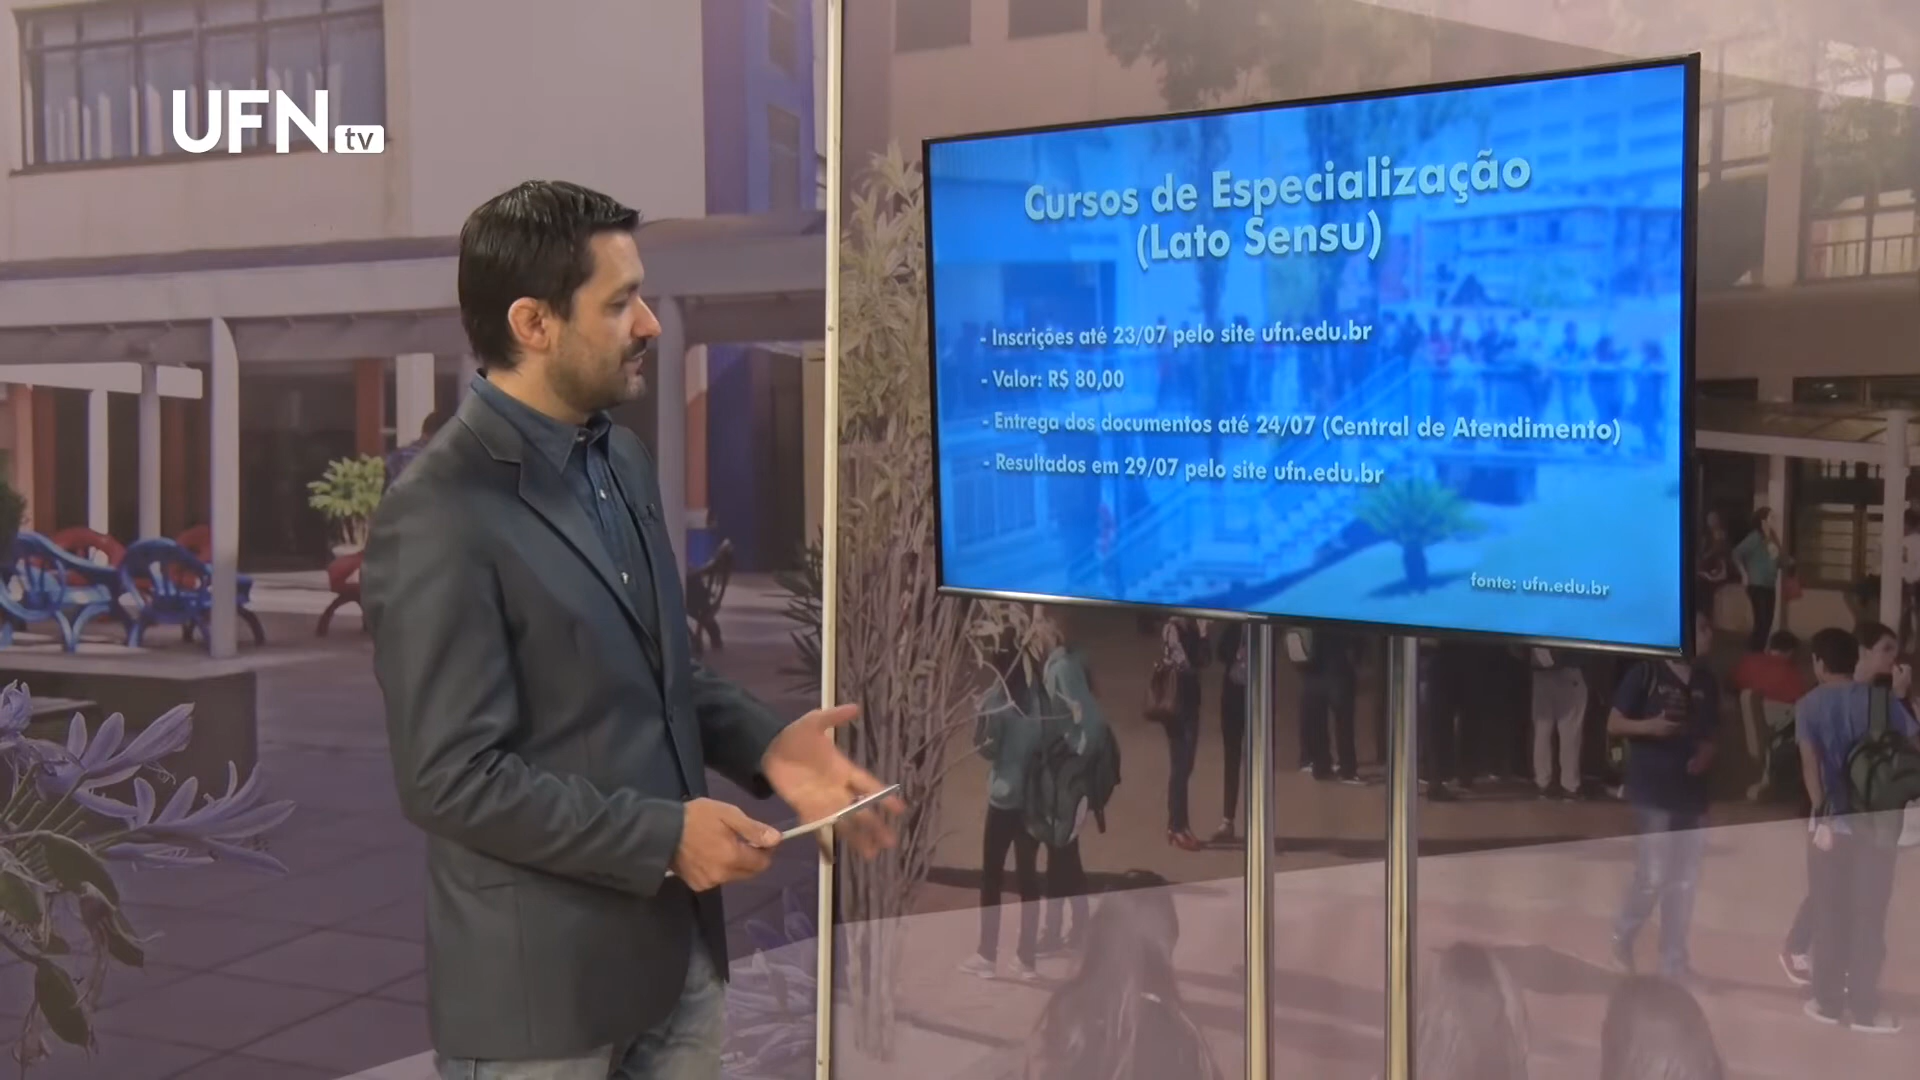 UFN tv
Cursos de Especialização
(Lato Sensu)
- Inscrições até 23/07 pelo site ufn.edu.br
- Valor: R$ 80,00
- Entrega dos documentos até 24/07 (Central de Atendimento)
- Resultados em 29/07 pelo site ufn.edu.br
fonte: ufn.edu.br